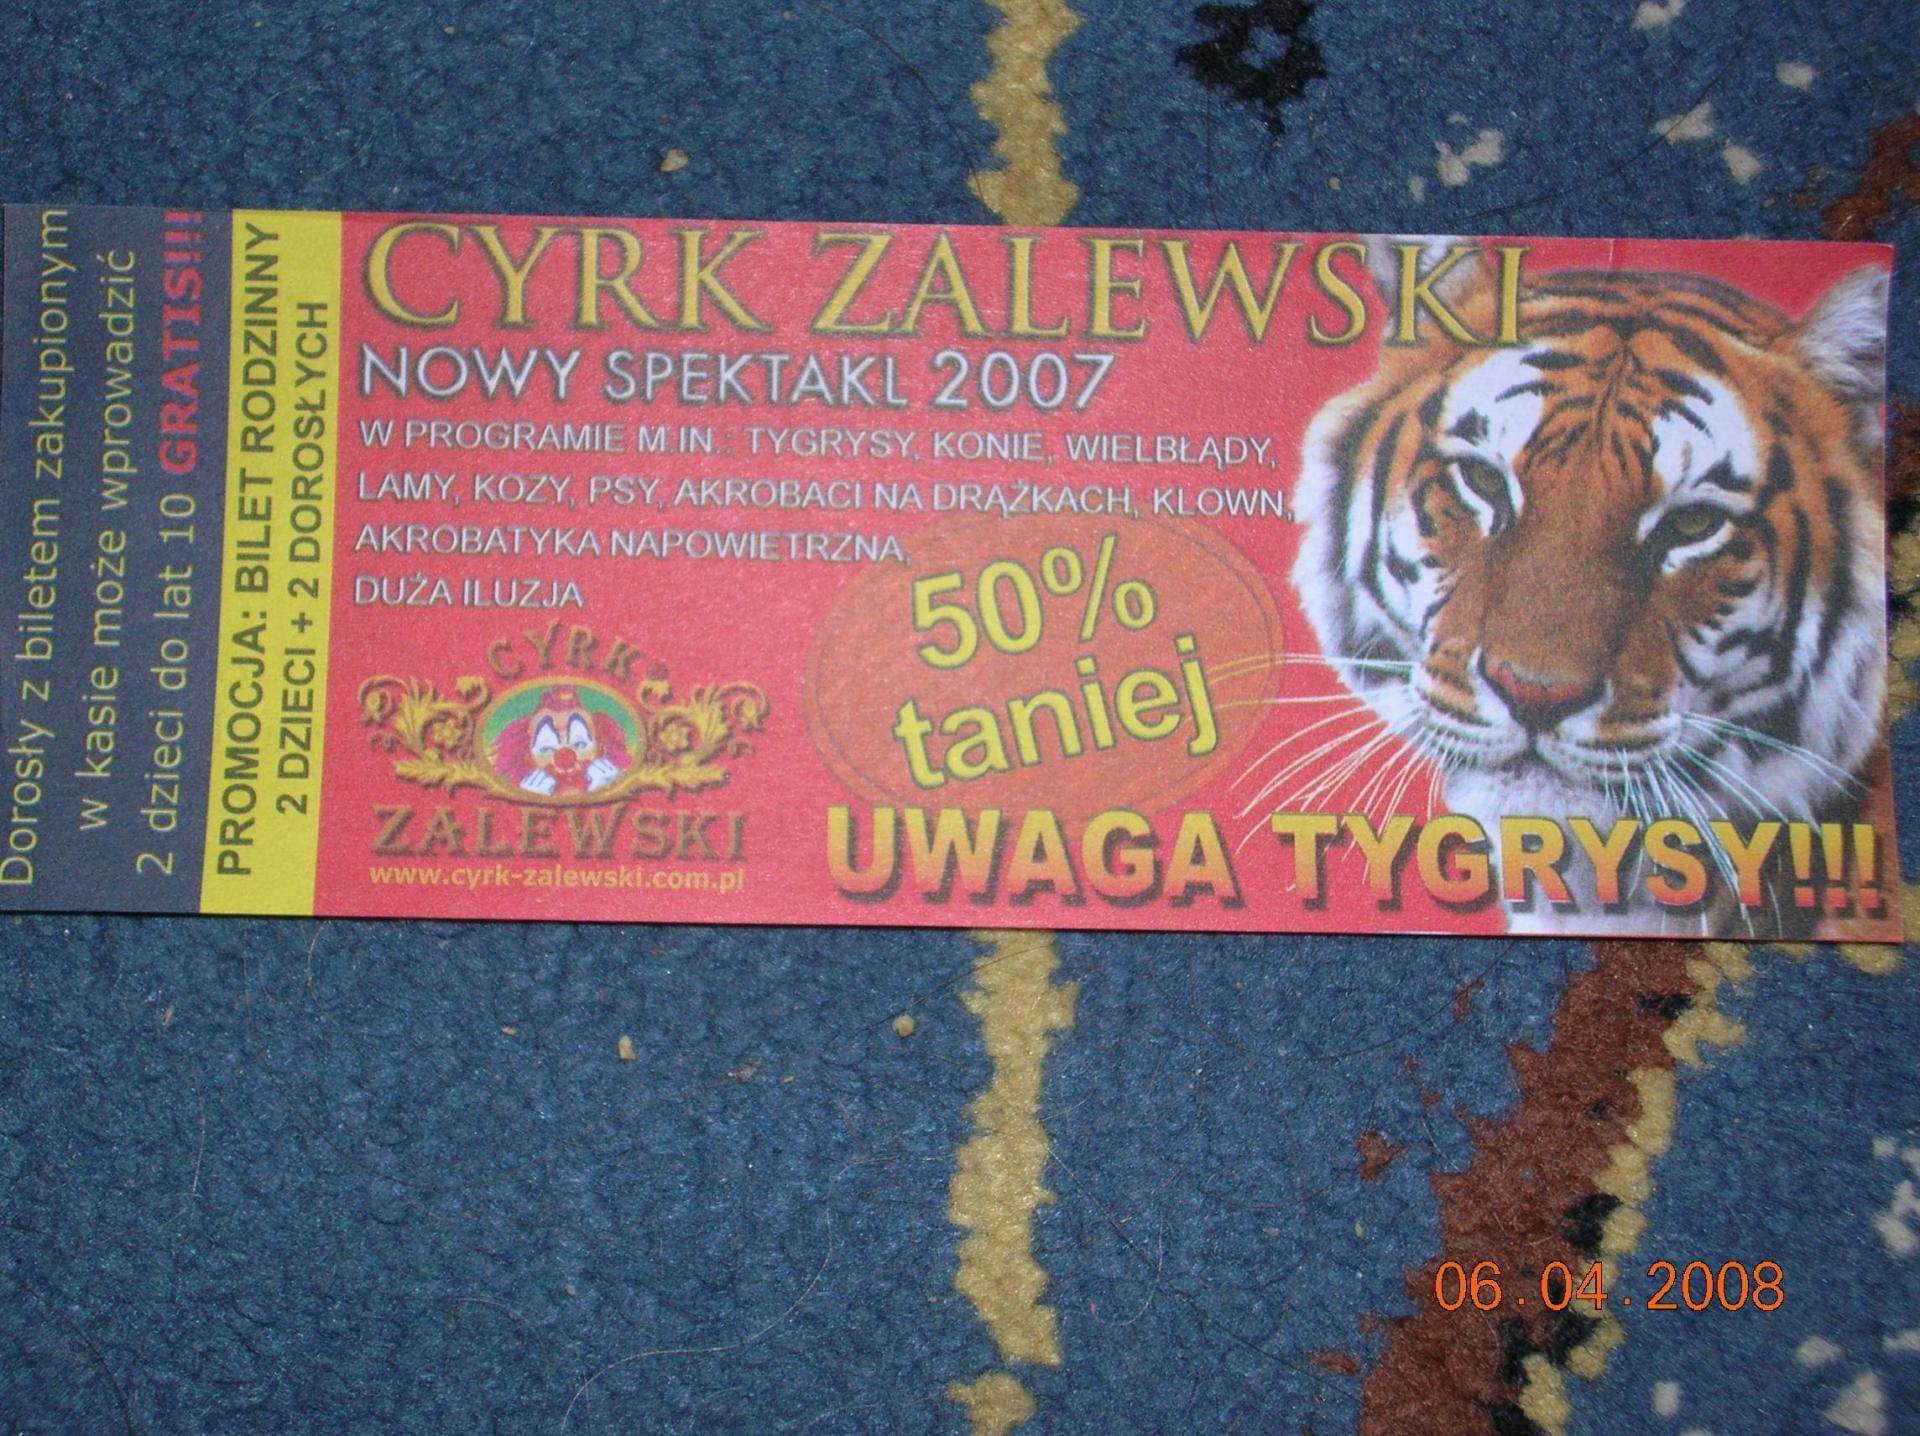 Dorosły z biletem zakupionym
w kasie może wprowadzić
2 dzieci do lat 10 GRATIS!!!
PROMOCJA: BILET RODZINNY
2 DZIECI + 2 DOROSŁYCH
CYRK ZALEWSKI
NOWY SPEKTAKL 2007
W PROGRAMIE M.IN.: TYGRYSY, KONIE, WIELBŁĄDY,
LAMY, KOZY, PSY, AKROBACI NA DRĄŻKACH, KLOWN,
AKROBATYKA NAPOWIETRZNA,
DUŻA ILUZJA
50%
taniej
CYRK
ZALEWSKI
www.cyrk-zalewski.com.pl
UWAGA TYGRYSY!!!
06.04.2008